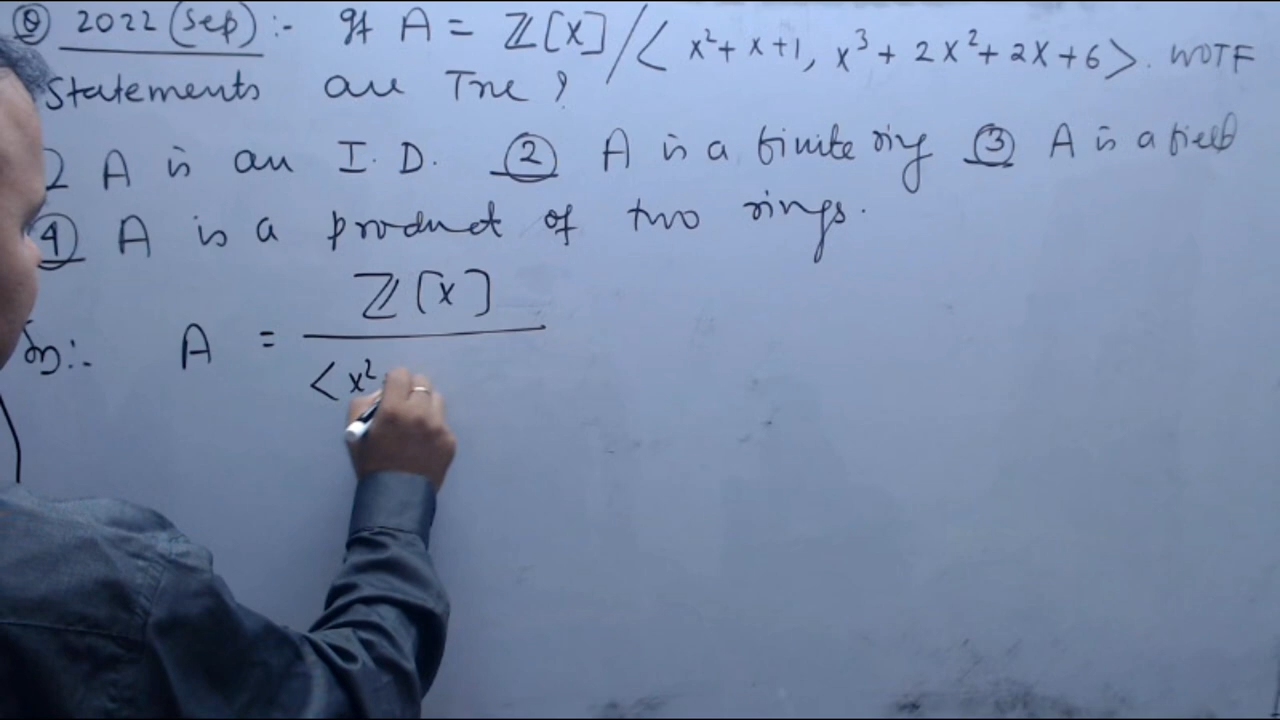 Q 2022 (Sep) :- If A = ℤ[x] / < x²+x+1, x³+2x²+2x+6 >. WOTF
statements are True ?
A is an I.D. ② A is a finite ring ③ A is a field
④ A is a product of two rings.
ℤ[x]
:- A =
< x²